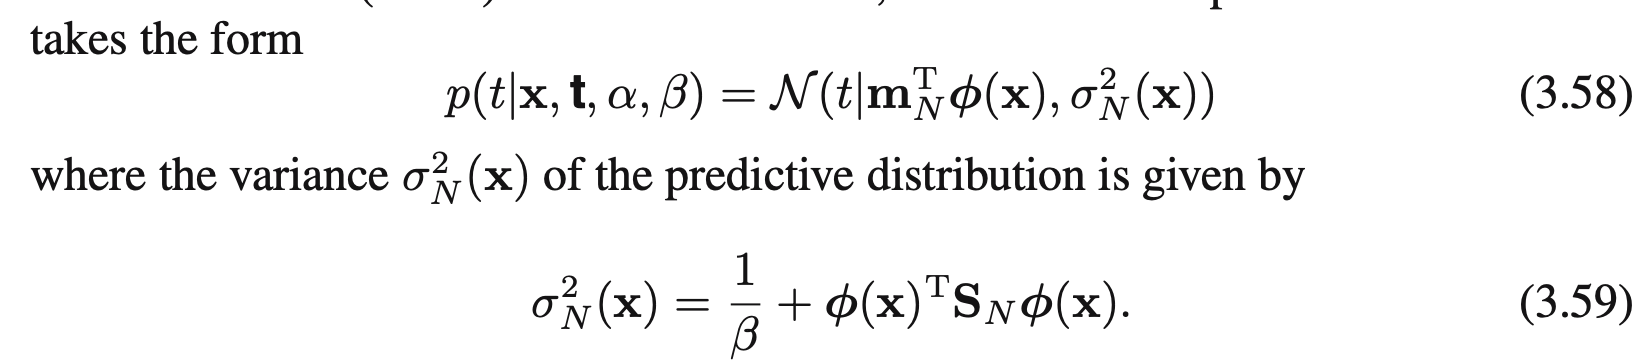 takes the form
p(t|x, t, α, β) = 𝒩(t|m_N^T ϕ(x), σ_N^2(x)) (3.58)
where the variance σ_N^2(x) of the predictive distribution is given by
σ_N^2(x) = 1/β + ϕ(x)^T S_N ϕ(x). (3.59)